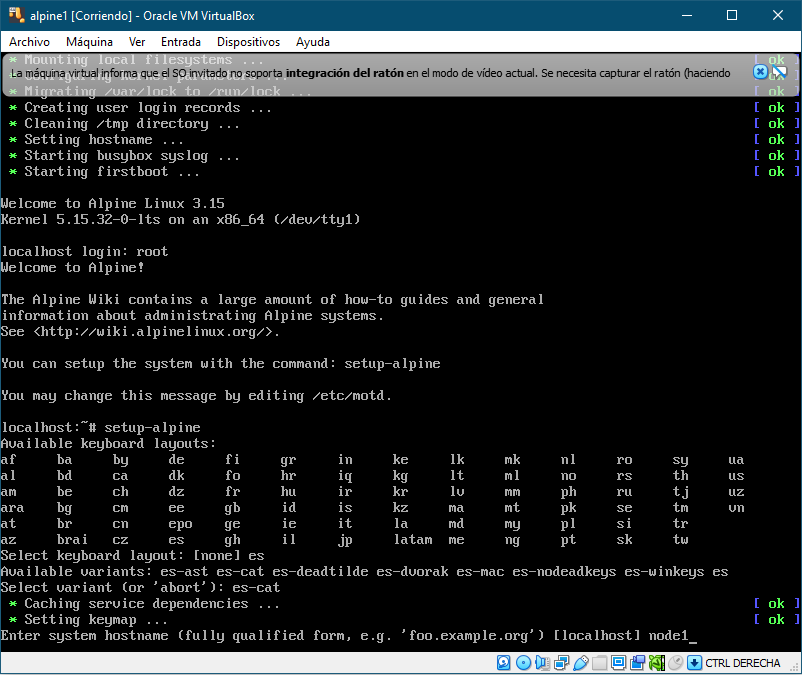 alpine1 [Corriendo] - Oracle VM VirtualBox
Archivo Máquina Ver Entrada Dispositivos Ayuda
* Mounting local filesystems ... [ ok ]
La máquina virtual informa que el SO invitado no soporta integración del ratón en el modo de vídeo actual. Se necesita capturar el ratón (haciendo
* Migrating /var/lock to /run/lock ... [ ok ]
* Creating user login records ... [ ok ]
* Cleaning /tmp directory ... [ ok ]
* Setting hostname ... [ ok ]
* Starting busybox syslog ... [ ok ]
* Starting firstboot ... [ ok ]
Welcome to Alpine Linux 3.15
Kernel 5.15.32-0-lts on an x86_64 (/dev/tty1)
localhost login: root
Welcome to Alpine!
The Alpine Wiki contains a large amount of how-to guides and general
information about administrating Alpine systems.
See <http://wiki.alpinelinux.org/>.
You can setup the system with the command: setup-alpine
You may change this message by editing /etc/motd.
localhost:~# setup-alpine
Available keyboard layouts:
af ba by de fi gr in ke lk mk nl ro sy ua
al bd ca dk fo hr iq kg lt ml no rs th us
am be ch dz fr hu ir kr lv mm ph ru tj uz
ara bg cm ee gb id is kz ma mt pk se tm vn
at br cn epo ge ie it la md my pl si tr
az brai cz es gh il jp latam me ng pt sk tw
Select keyboard layout: [none] es
Available variants: es-ast es-cat es-deadtilde es-dvorak es-mac es-nodeadkeys es-winkeys es
Select variant (or 'abort'): es-cat
* Caching service dependencies ... [ ok ]
* Setting keymap ... [ ok ]
Enter system hostname (fully qualified form, e.g. 'foo.example.org') [localhost] node1_
CTRL DERECHA